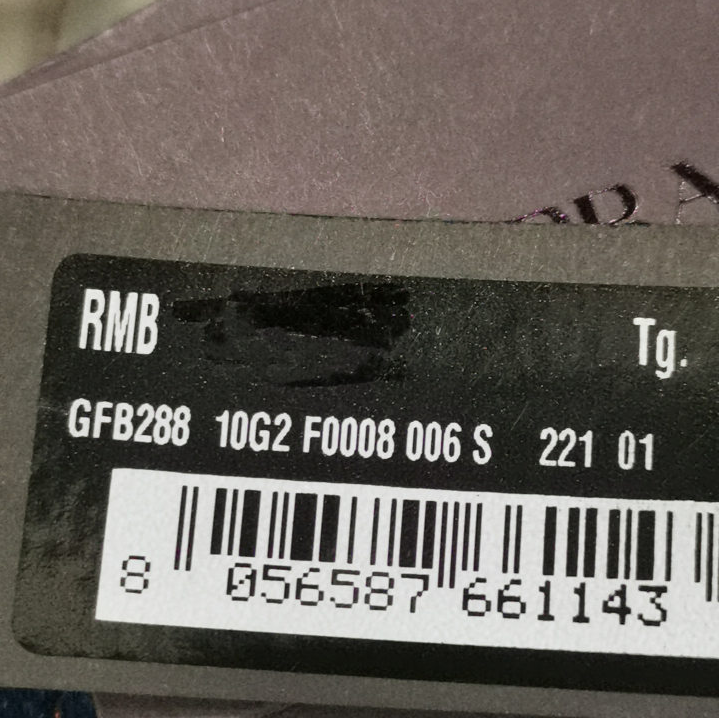 RMB Tg.
GFB288 10G2 F0008 006 S 221 01
8 056587 661143